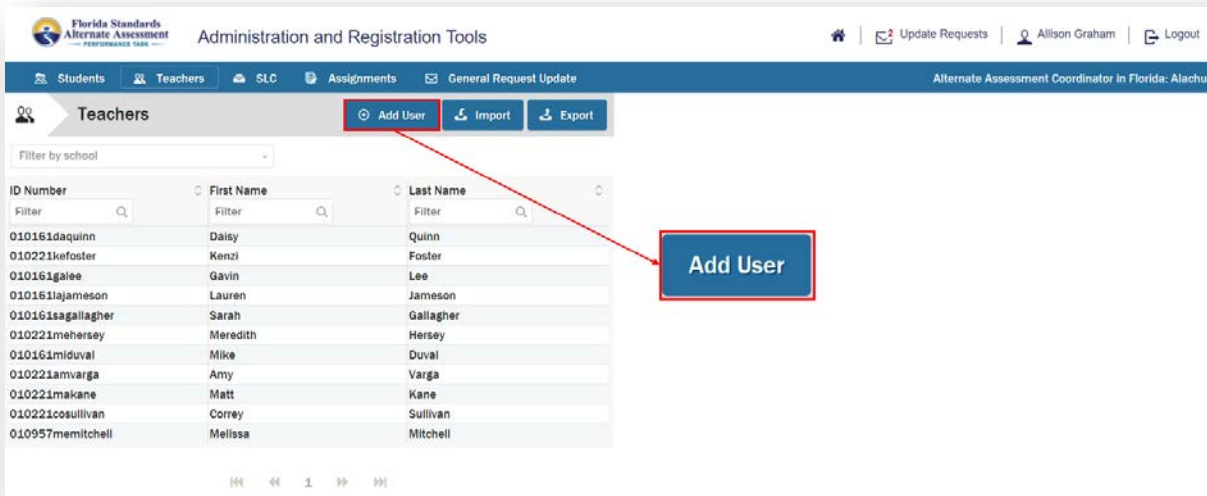 Florida Standards
Alternate Assessment
PERFORMANCE TASK
Administration and Registration Tools
2 Update Requests
Allison Graham
Logout
Students Teachers SLC Assignments General Request Update
Alternate Assessment Coordinator in Florida: Alachu
Teachers
Add User Import Export
Filter by school
ID Number First Name Last Name
Filter Filter Filter
010161daquinn Daisy Quinn
010221kefoster Kenzi Foster
010161galee Gavin Lee
010161lajameson Lauren Jameson
010161sagallagher Sarah Gallagher
010221mehersey Meredith Hersey
010161miduval Mike Duval
010221amvarga Amy Varga
010221makane Matt Kane
010221cosullivan Correy Sullivan
010957memitchell Melissa Mitchell
Add User
1